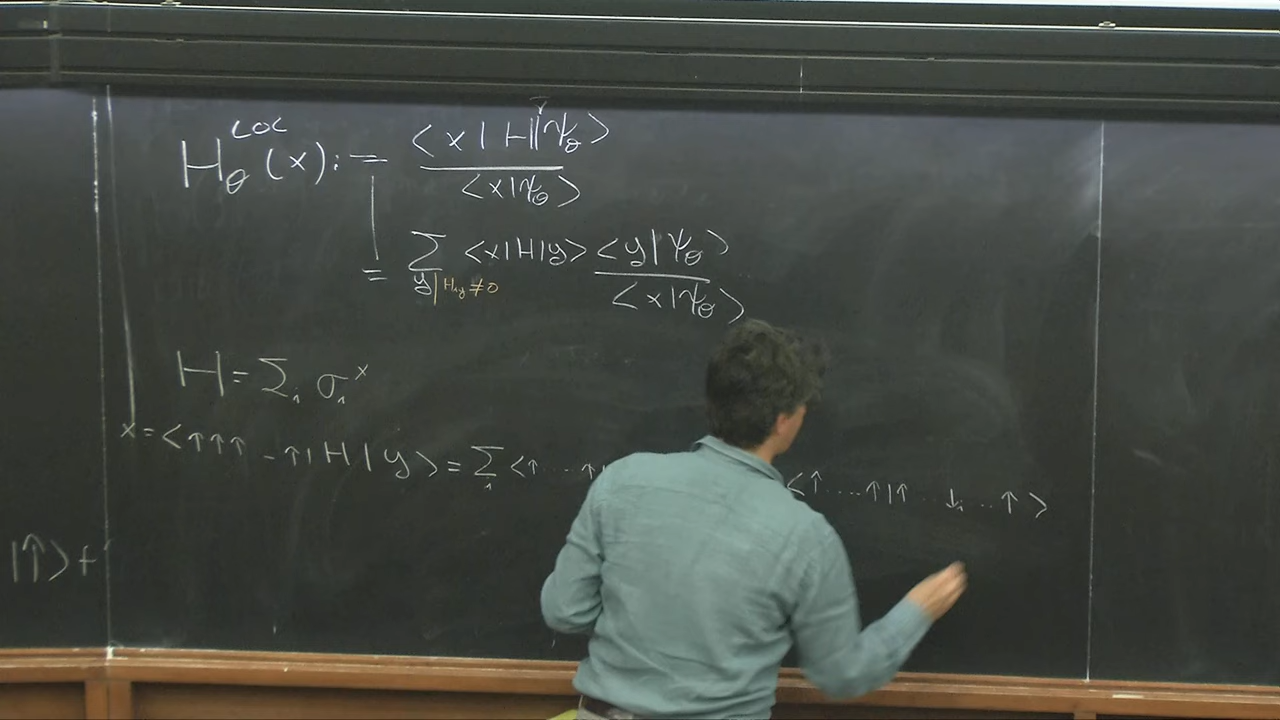 H_θ^LOC (x) := <x|H|ψ_θ> / <x|ψ_θ>
= Σ_{y|H_xy≠0} <x|H|y> <y|ψ_θ> / <x|ψ_θ>
H = Σ_i σ_i^x
x = <↑↑↑ - ↑|H|y> = Σ_i <↑ ... ↑| <↑ ... ↑|↑ .. ↓_i ... ↑>
|↑> +